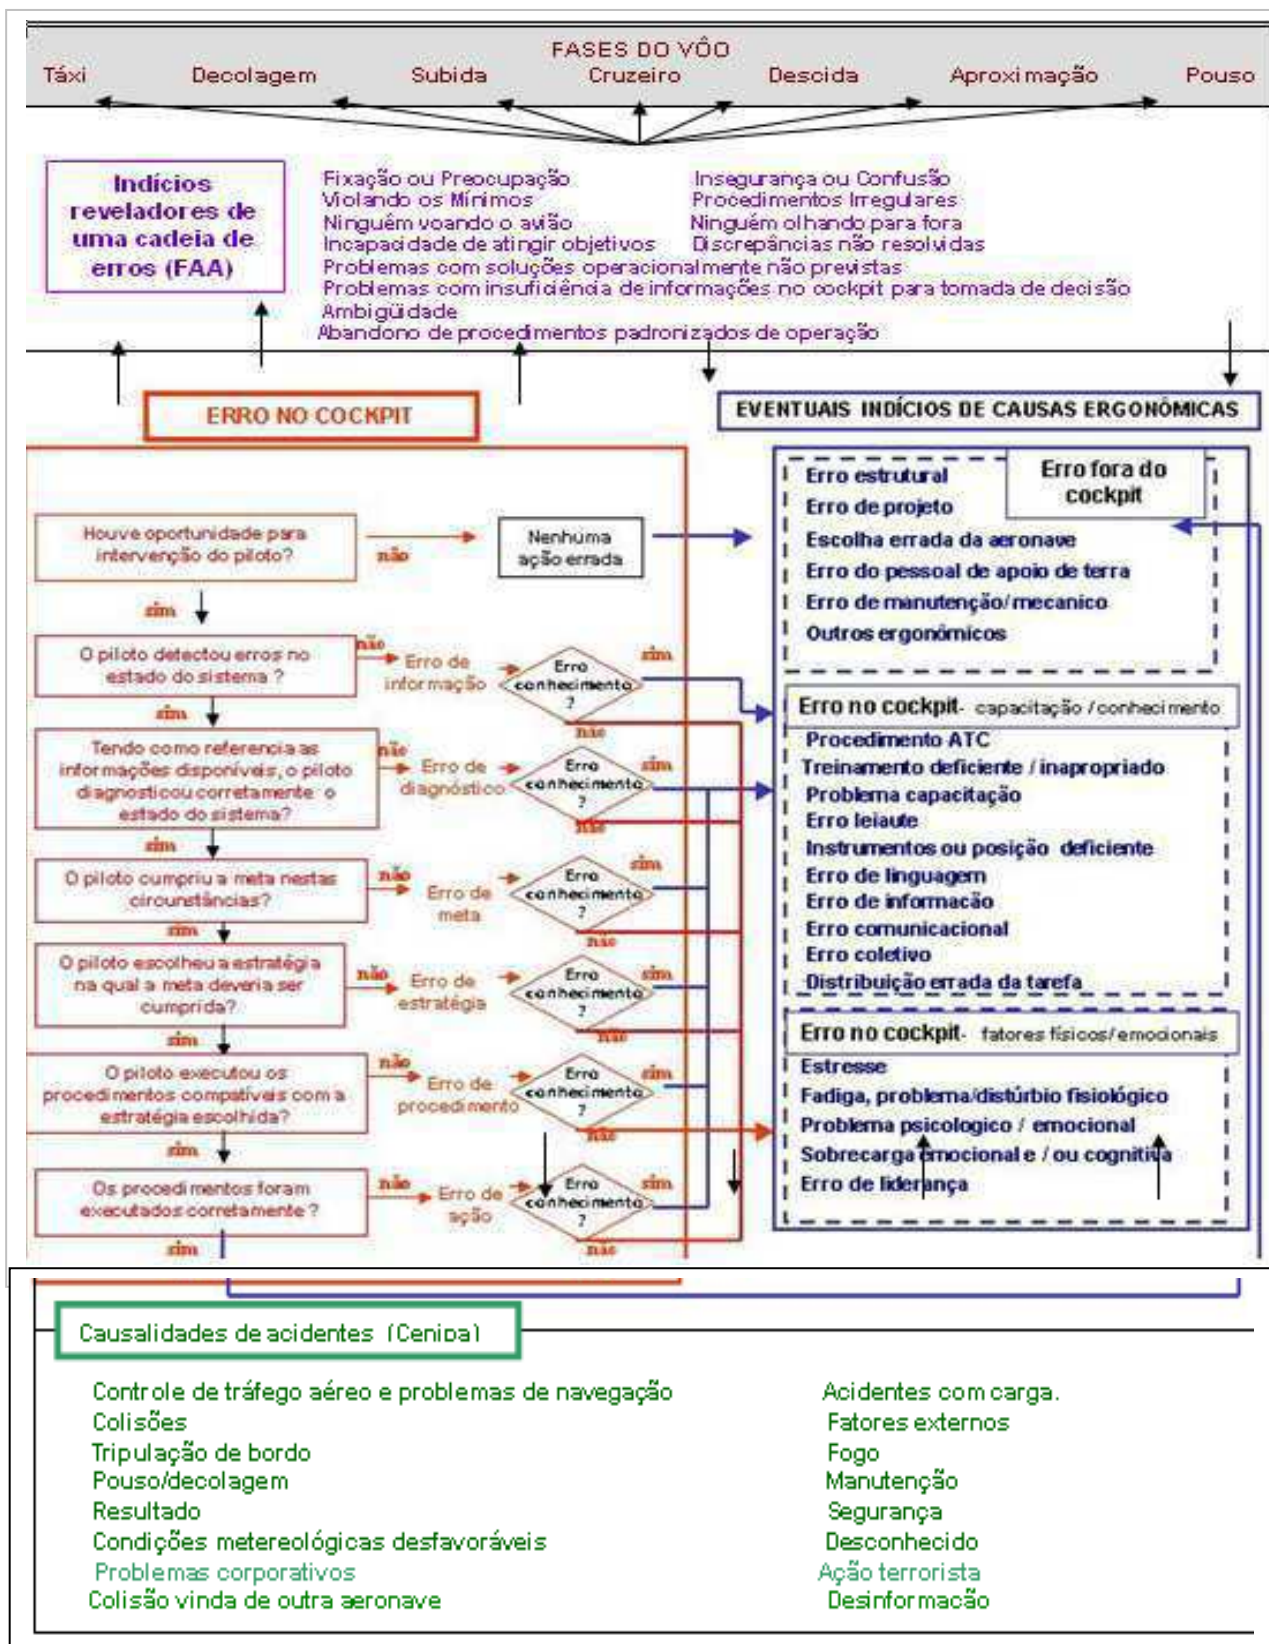 FASES DO VÔO
Táxi Decolagem Subida Cruzeiro Descida Aproximação Pouso
Indícios
reveladores de
uma cadeia de
erros (FAA)
Fixação ou Preocupação
Violando os Mínimos
Ninguém voando o avião
Incapacidade de atingir objetivos
Insegurança ou Confusão
Procedimentos Irregulares
Ninguém olhando para fora
Discrepâncias não resolvidas
Problemas com soluções operacionalmente não previstas
Problemas com insuficiência de informações no cockpit para tomada de decisão
Ambigüidade
Abandono de procedimentos padronizados de operação
ERRO NO COCKPIT
Houve oportunidade para
intervenção do piloto?
não
Nenhuma
ação errada
sim
O piloto detectou erros no
estado do sistema ?
não
Erro de
informação
Erro
conhecimento
?
sim
não
sim
Tendo como referencia as
informações disponíveis, o piloto
diagnosticou corretamente o
estado do sistema?
não
Erro de
diagnóstico
Erro
conhecimento
?
sim
não
sim
O piloto cumpriu a meta nestas
circunstâncias?
não
Erro de
meta
Erro
conhecimento
?
sim
não
sim
O piloto escolheu a estratégia
na qual a meta deveria ser
cumprida?
não
Erro de
estratégia
Erro
conhecimento
?
sim
não
sim
O piloto executou os
procedimentos compatíveis com a
estratégia escolhida?
não
Erro de
procedimento
Erro
conhecimento
?
sim
não
sim
Os procedimentos foram
executados corretamente ?
não
Erro de
ação
Erro
conhecimento
?
sim
não
sim
EVENTUAIS INDÍCIOS DE CAUSAS ERGONÔMICAS
Erro fora do
cockpit
Erro estrutural
Erro de projeto
Escolha errada da aeronave
Erro do pessoal de apoio de terra
Erro de manutenção/mecanico
Outros ergonômicos
Erro no cockpit- capacitação / conhecimento
Procedimento ATC
Treinamento deficiente / inapropriado
Problema capacitação
Erro leiaute
Instrumentos ou posição deficiente
Erro de linguagem
Erro de informacão
Erro comunicacional
Erro coletivo
Distribuição errada da tarefa
Erro no cockpit- fatores físicos/emocionais
Estresse
Fadiga, problema/distúrbio fisiológico
Problema psicologico / emocional
Sobrecarga emocional e / ou cognitiva
Erro de liderança
Causalidades de acidentes (Cenipa)
Controle de tráfego aéreo e problemas de navegação
Colisões
Tripulação de bordo
Pouso/decolagem
Resultado
Condições metereológicas desfavoráveis
Problemas corporativos
Colisão vinda de outra aeronave
Acidentes com carga.
Fatores externos
Fogo
Manutenção
Segurança
Desconhecido
Ação terrorista
Desinformacão